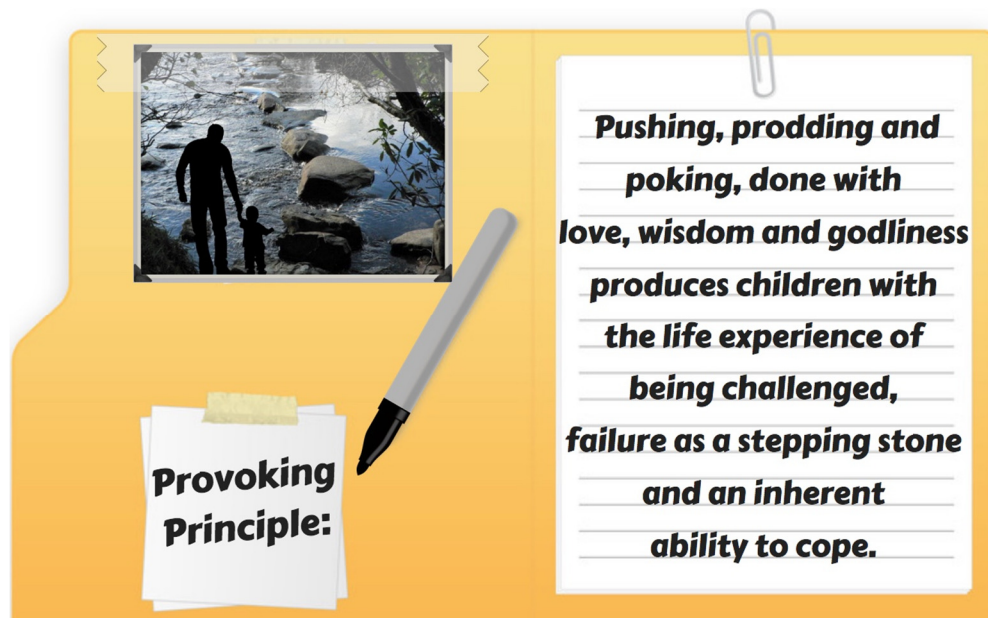 Provoking
Principle:
Pushing, prodding and
poking, done with
love, wisdom and godliness
produces children with
the life experience of
being challenged,
failure as a stepping stone
and an inherent
ability to cope.